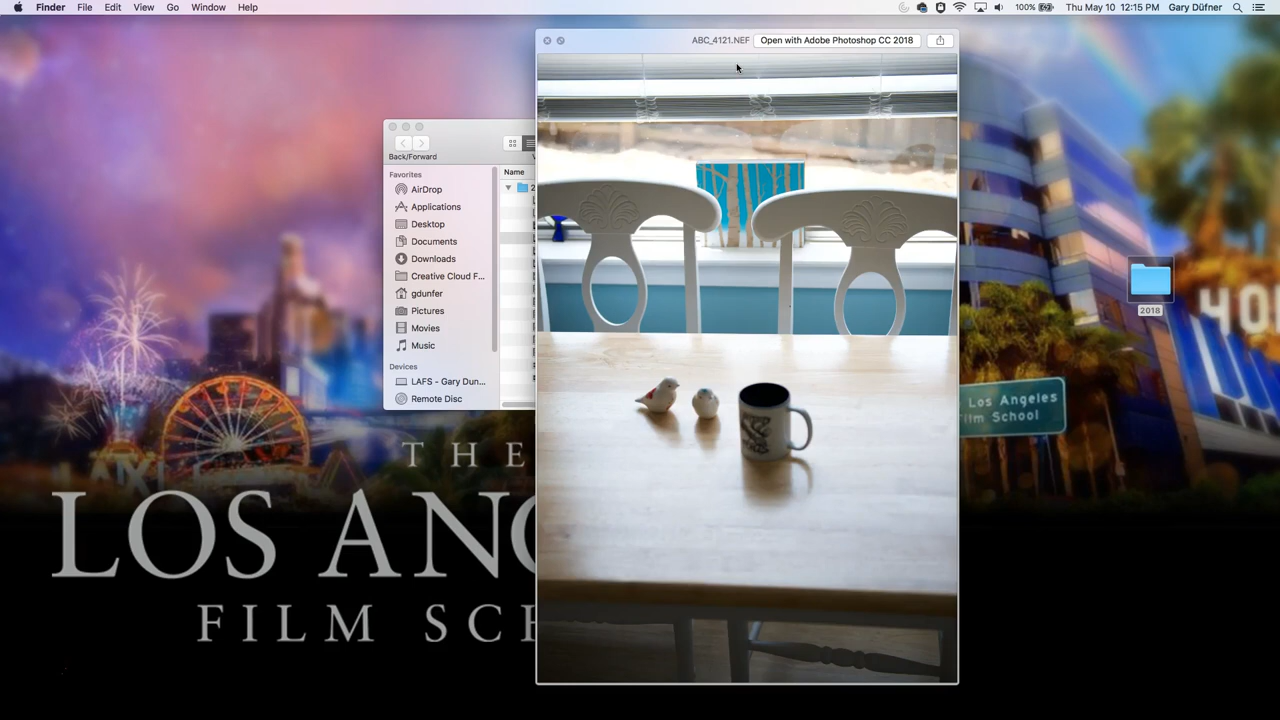 Finder File Edit View Go Window Help
100% Thu May 10 12:15 PM Gary Düfner
ABC_4121.NEF Open with Adobe Photoshop CC 2018
Back/Forward
Favorites
Name
AirDrop
2
Applications
Desktop
Documents
Downloads
Creative Cloud F...
gdunfer
Pictures
Movies
Music
Devices
LAFS - Gary Dun...
Remote Disc
2018
HO
Los Angeles
Film School
THE
LOS ANG
FILM SCH